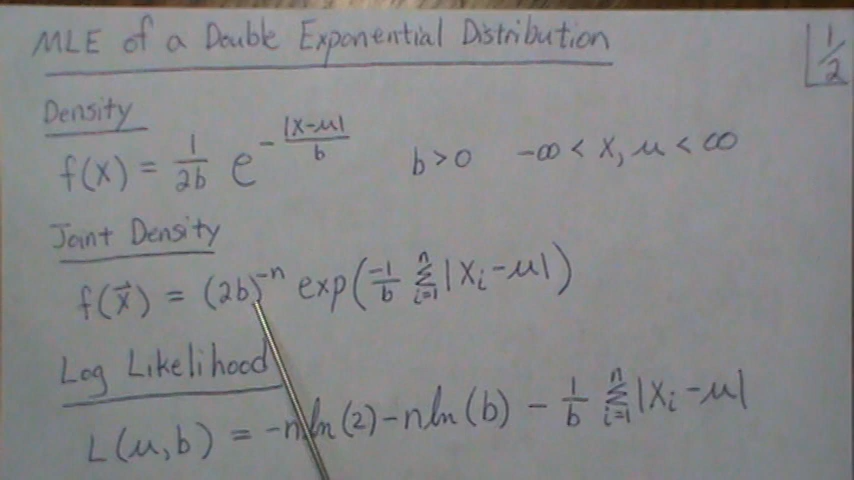 MLE of a Double Exponential Distribution
1/2
Density
f(x) = 1/2b e^{-|x-μ|/b} b>0 -∞ < x, μ < ∞
Joint Density
f(x⃗) = (2b)^{-n} exp(-1/b Σ_{i=1}^{n} |x_i-μ|)
Log Likelihood
L(μ,b) = -n ln(2) - n ln(b) - 1/b Σ_{i=1}^{n} |x_i-μ|